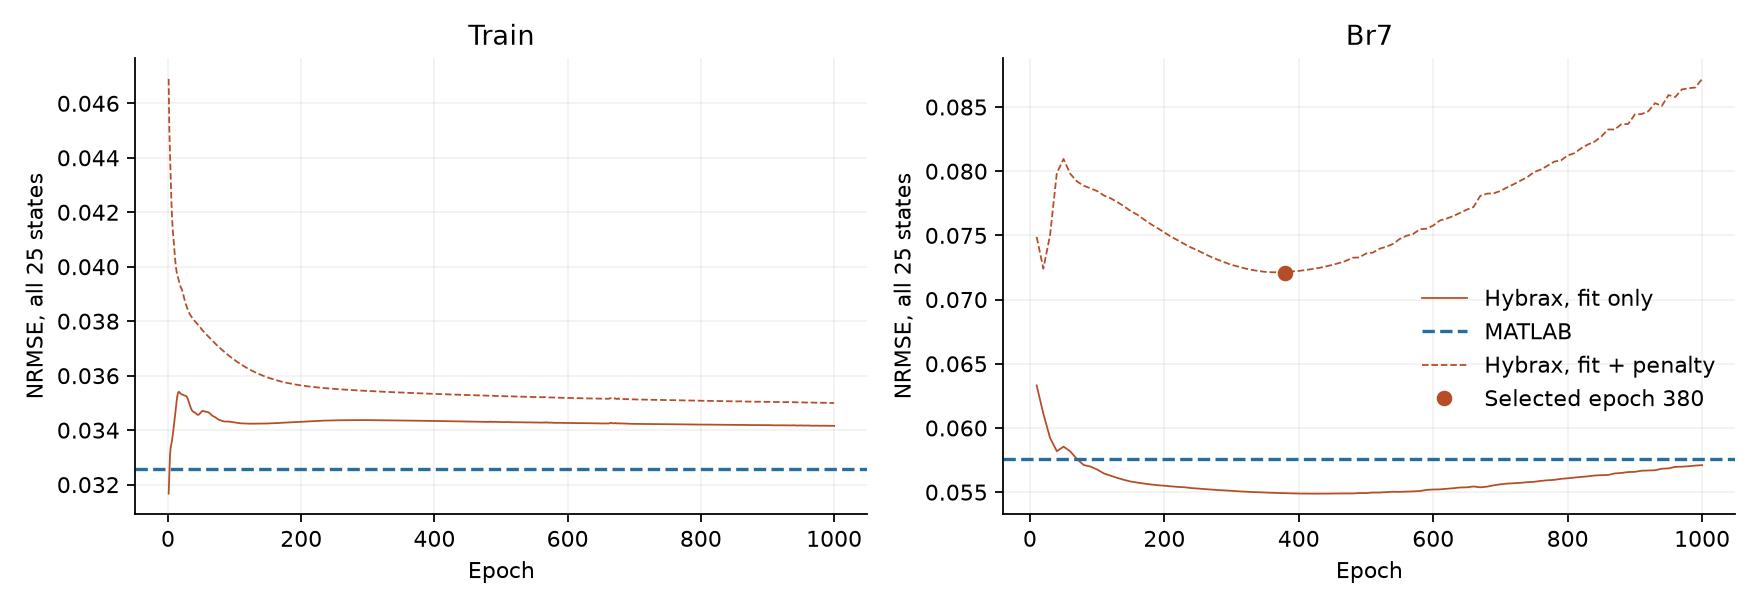 Train
NRMSE, all 25 states
0.046
0.044
0.042
0.040
0.038
0.036
0.034
0.032
0
200
400
600
800
1000
Epoch
Br7
NRMSE, all 25 states
0.085
0.080
0.075
0.070
0.065
0.060
0.055
Hybrax, fit only
MATLAB
Hybrax, fit + penalty
Selected epoch 380
0
200
400
600
800
1000
Epoch